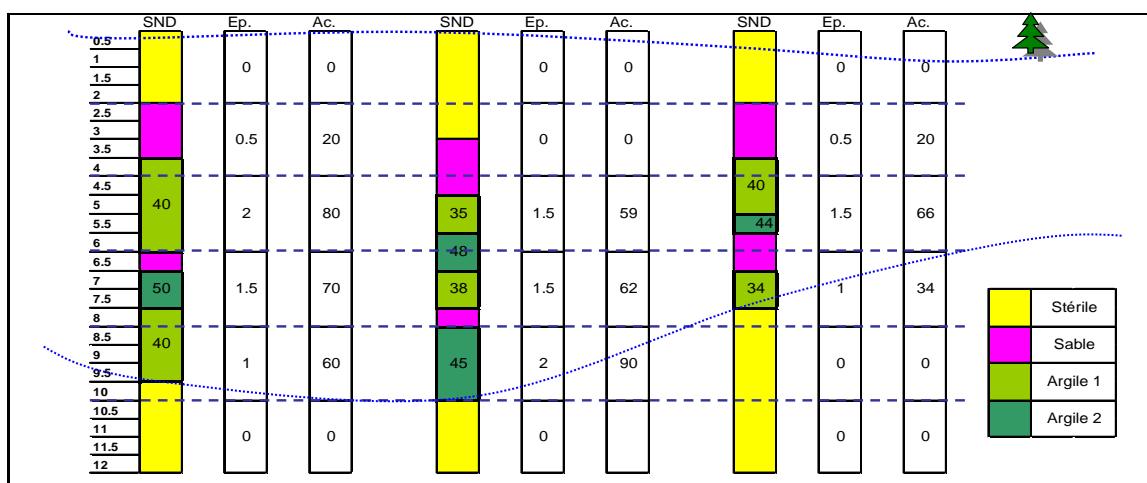 SND Ep. Ac. SND Ep. Ac. SND Ep. Ac.
0.5
1 0 0 0 0 0 0
1.5
2
2.5
3 0.5 20 0 0 0.5 20
3.5
4
4.5 40
5 40 2 80 35 1.5 59 1.5 66
5.5 44
6 48
6.5
7 50 1.5 70 38 1.5 62 34 1 34
7.5 Stérile
8
8.5 40 Sable
9 1 60 45 2 90 0 0
9.5 Argile 1
10
10.5 Argile 2
11 0 0 0 0 0
11.5
12